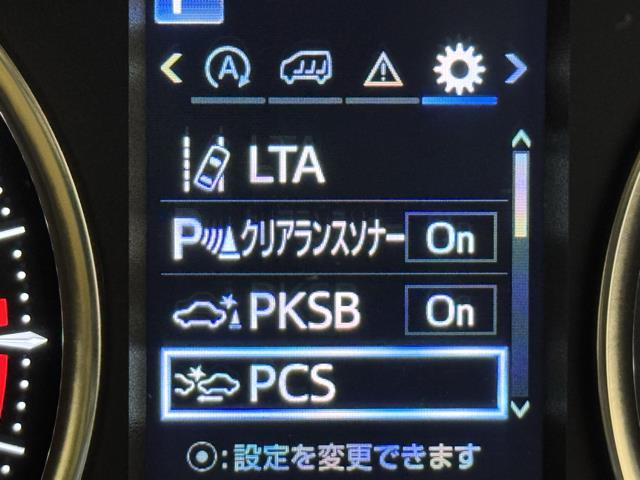 A
LTA
P クリアランスソナー On
PKSB On
PCS
:設定を変更できます